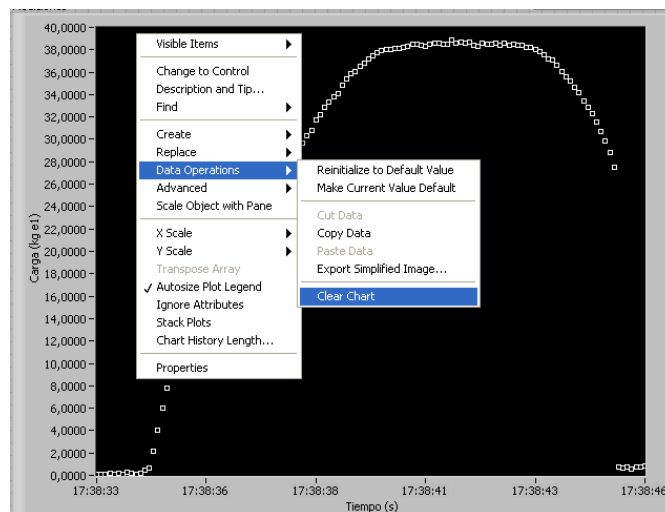 40,0000
38,0000
36,0000
34,0000
32,0000
30,0000
28,0000
26,0000
24,0000
22,0000
20,0000
18,0000
16,0000
14,0000
12,0000
10,0000
8,0000
6,0000
4,0000
2,0000
0,0000
Carga (kg e1)
Visible Items
Change to Control
Description and Tip...
Find
Create
Replace
Data Operations
Advanced
Scale Object with Pane
X Scale
Y Scale
Transpose Array
Autosize Plot Legend
Ignore Attributes
Stack Plots
Chart History Length...
Properties
Reinitialize to Default Value
Make Current Value Default
Cut Data
Copy Data
Paste Data
Export Simplified Image...
Clear Chart
17:38:33 17:38:36 17:38:38 17:38:41 17:38:43 17:38:46
Tiempo (s)